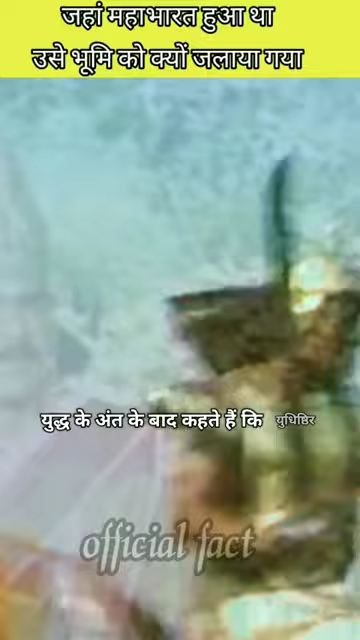 जहां महाभारत हुआ था
उसे भूमि को क्यों जलाया गया
युद्ध के अंत के बाद कहते हैं कि युधिष्ठिर
official fact